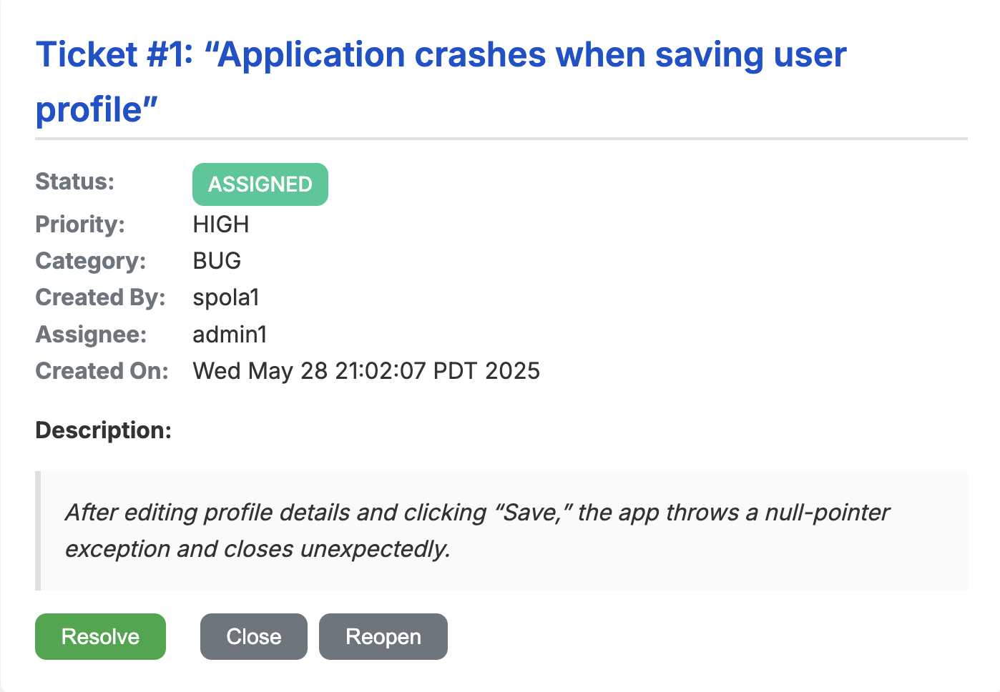 Ticket #1: “Application crashes when saving user
profile”
Status: ASSIGNED
Priority: HIGH
Category: BUG
Created By: spola1
Assignee: admin1
Created On: Wed May 28 21:02:07 PDT 2025
Description:
After editing profile details and clicking “Save,” the app throws a null-pointer
exception and closes unexpectedly.
Resolve Close Reopen